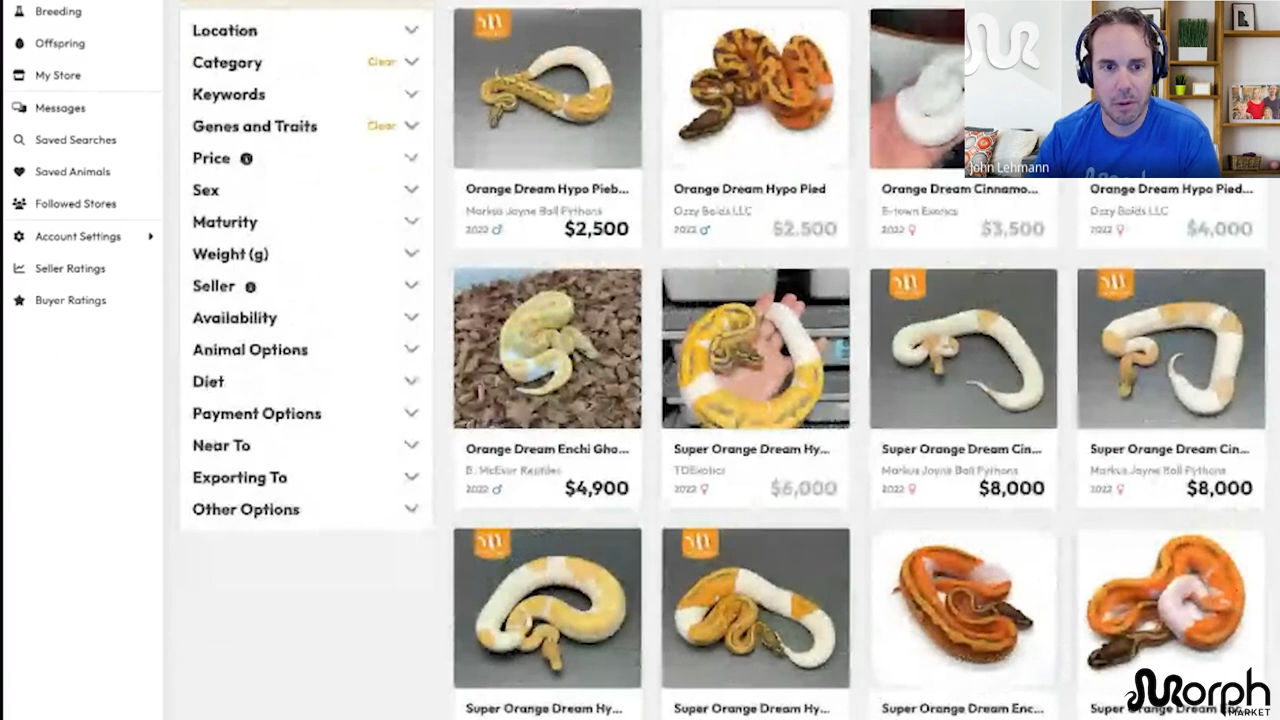 Breeding
Offspring
My Store
Messages
Saved Searches
Saved Animals
Followed Stores
Account Settings
Seller Ratings
Buyer Ratings
Location
Category Clear
Keywords
Genes and Traits Clear
Price
Sex
Maturity
Weight (g)
Seller
Availability
Animal Options
Diet
Payment Options
Near To
Exporting To
Other Options
Orange Dream Hypo Pieb...
Markus Jayne Ball Pythons
2022 ♂ $2,500
Orange Dream Hypo Pied
Ozzy Boids LLC
2022 ♂ $2,500
Orange Dream Cinnamo...
E-town Exotics
2022 ♀ $3,500
Orange Dream Hypo Pied...
Ozzy Boids LLC
2022 ♀ $4,000
Orange Dream Enchi Gho...
B. McEvor Reptiles
2022 ♂ $4,900
Super Orange Dream Hy...
TDExotics
2022 ♀ $6,000
Super Orange Dream Cin...
Markus Jayne Ball Pythons
2022 ♀ $8,000
Super Orange Dream Cin...
Markus Jayne Ball Pythons
2022 ♀ $8,000
Super Orange Dream Hy...
Super Orange Dream Hy...
Super Orange Dream Enc...
Super Orange Dream
John Lehmann
Morph
MARKET